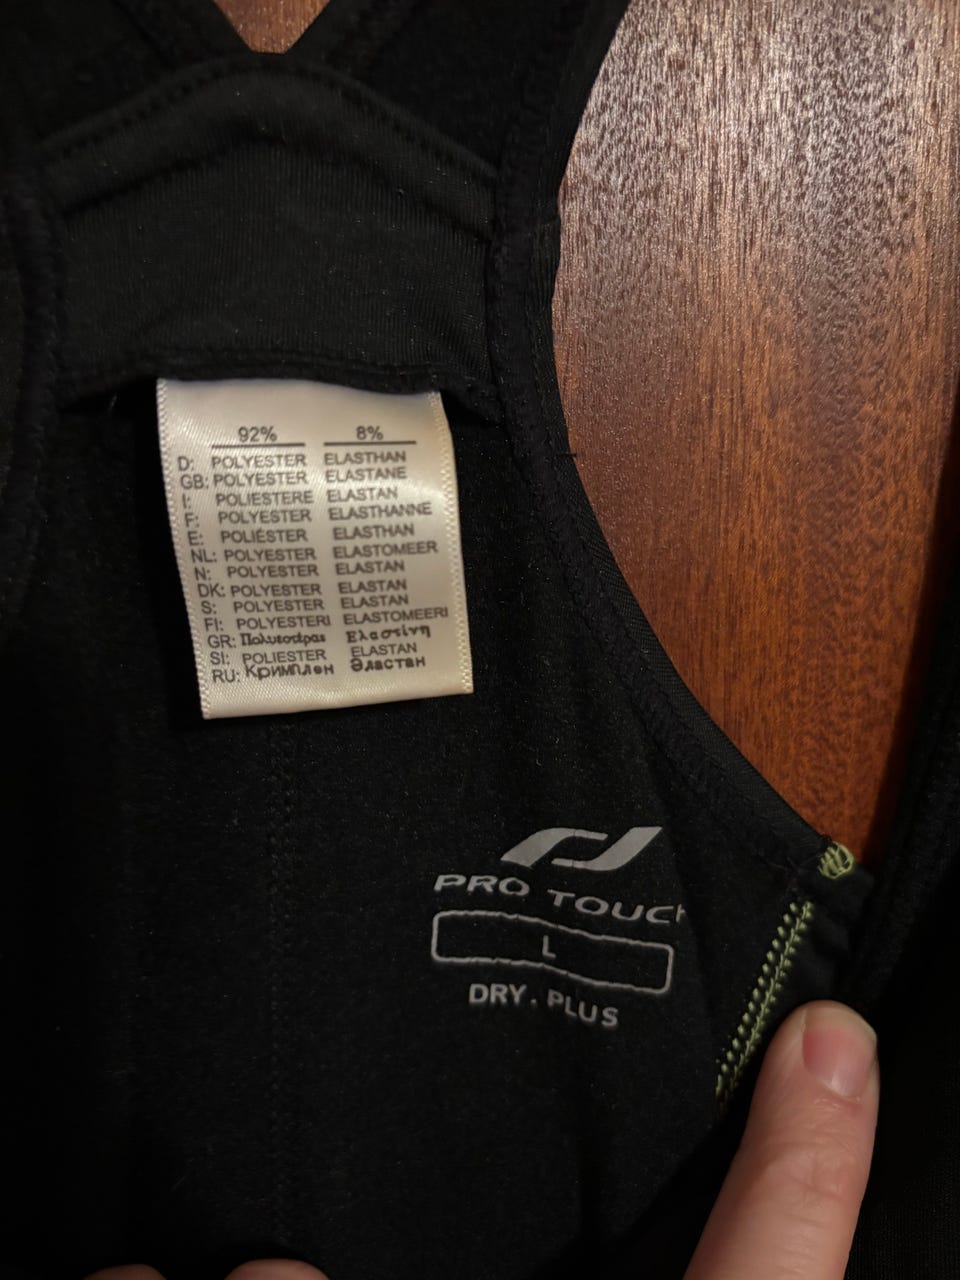 92% 8%
D: POLYESTER ELASTHAN
GB: POLYESTER ELASTANE
I: POLIESTERE ELASTAN
F: POLYESTER ELASTHANNE
E: POLIÉSTER ELASTHAN
NL: POLYESTER ELASTOMEER
N: POLYESTER ELASTAN
DK: POLYESTER ELASTAN
S: POLYESTER ELASTAN
FI: POLYESTERI ELASTOMEERI
GR: Πολυεστέρας Ελαστίνη
SI: POLIESTER ELASTAN
RU: Кримплен Эластан
PRO TOUCH
L
DRY.PLUS